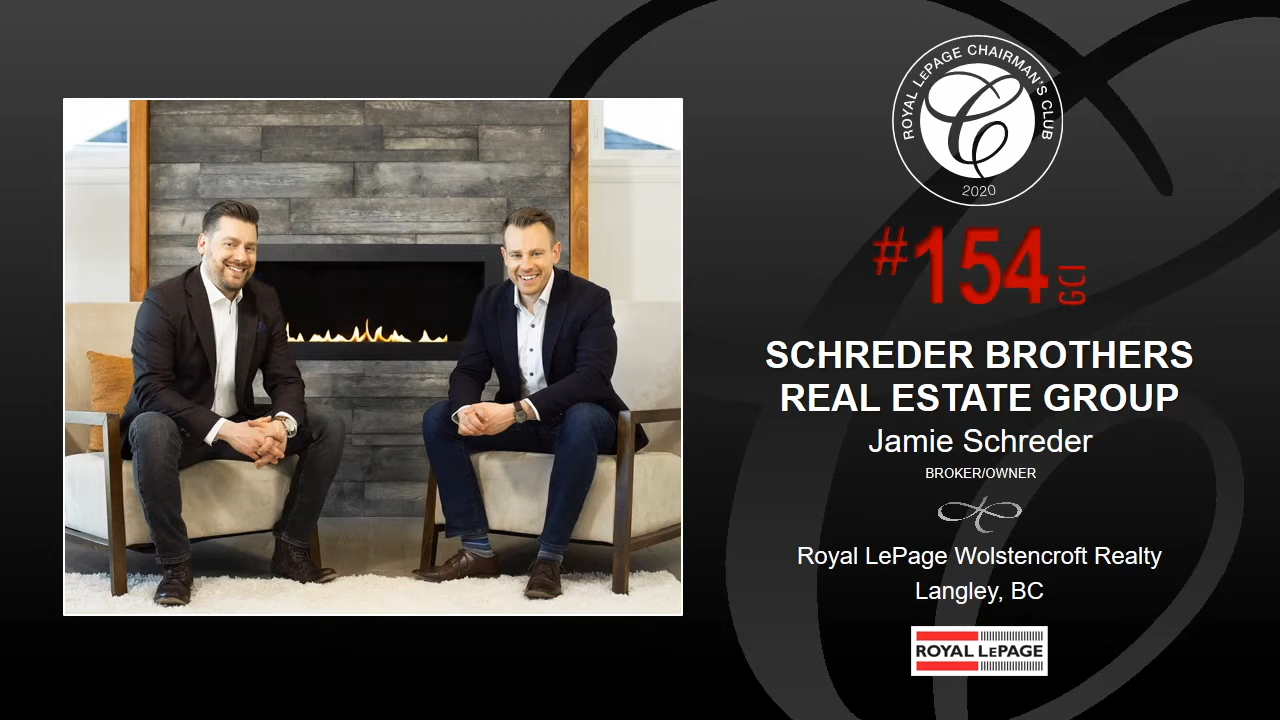 ROYAL LEPAGE CHAIRMAN'S CLUB
2020
#154 GCI
SCHREDER BROTHERS
REAL ESTATE GROUP
Jamie Schreder
BROKER/OWNER
Royal LePage Wolstencroft Realty
Langley, BC
ROYAL LEPAGE